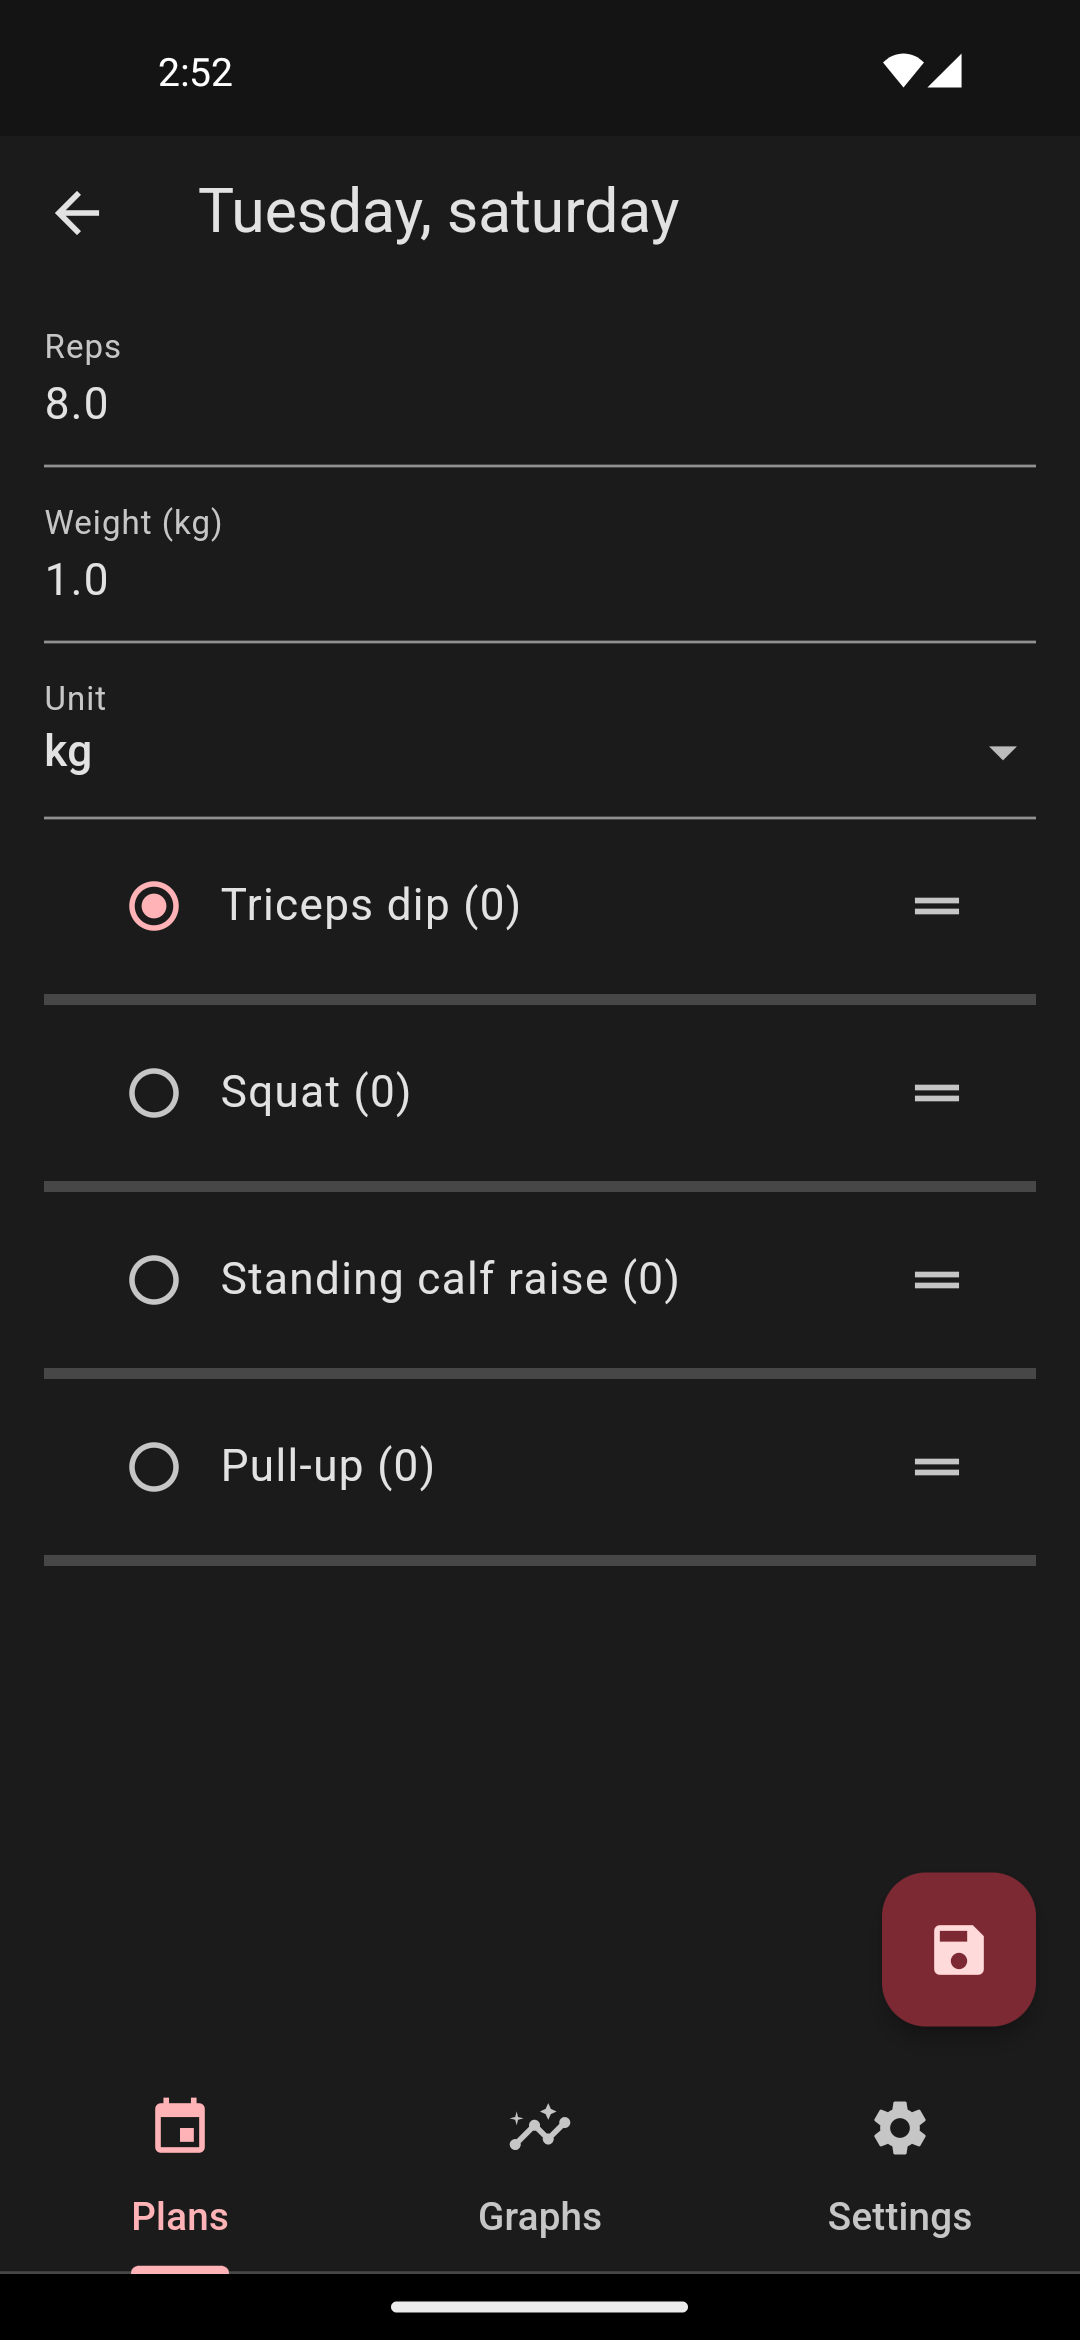 2:52
Tuesday, saturday
Reps
8.0
Weight (kg)
1.0
Unit
kg
Triceps dip (0)
Squat (0)
Standing calf raise (0)
Pull-up (0)
Plans
Graphs
Settings